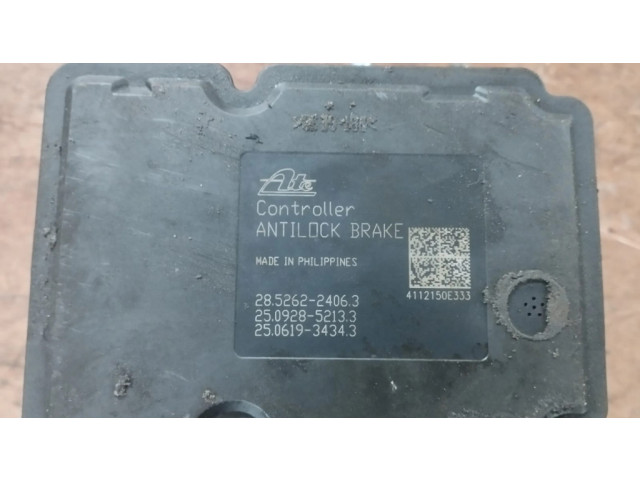 Ate
Controller
ANTILOCK BRAKE
MADE IN PHILIPPINES
4112150E333
28.5262-2406.3
25.0928-5213.3
25.0619-3434.3